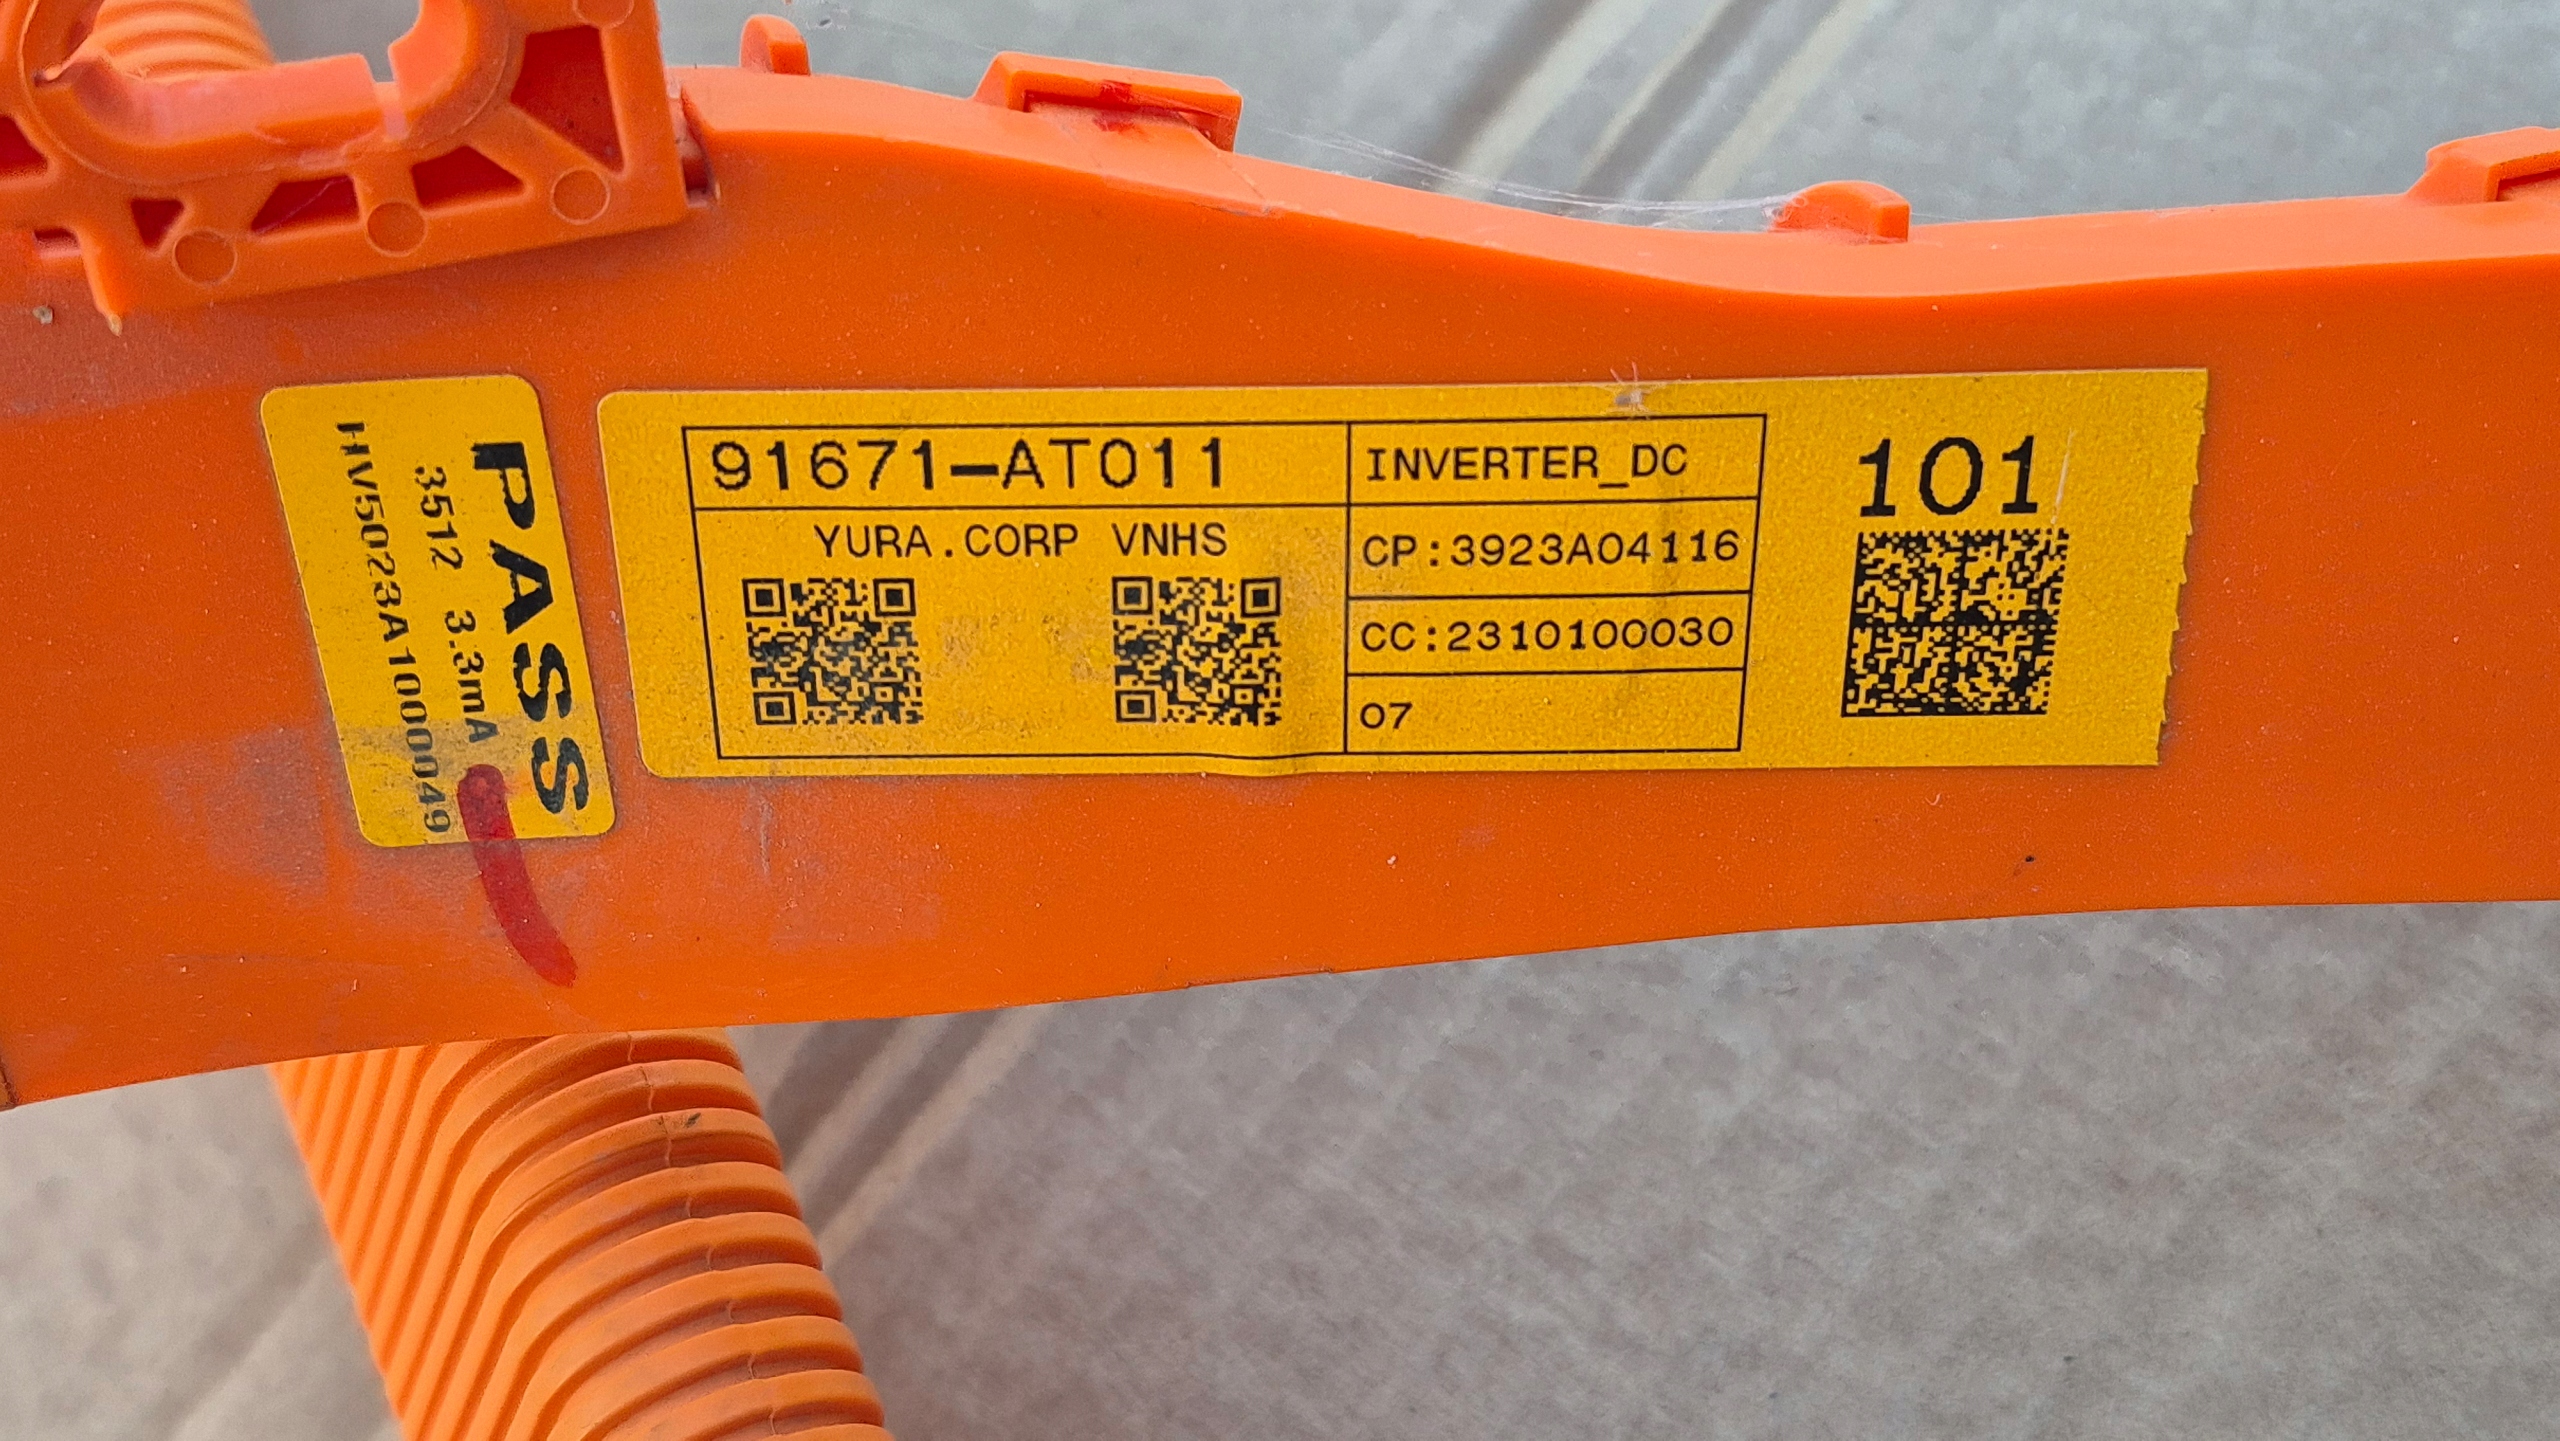 PASS
3512 3.3mA
HV5023A1000049
91671-AT011
YURA.CORP VNHS
INVERTER_DC
CP:3923A04116
CC:2310100030
07
101